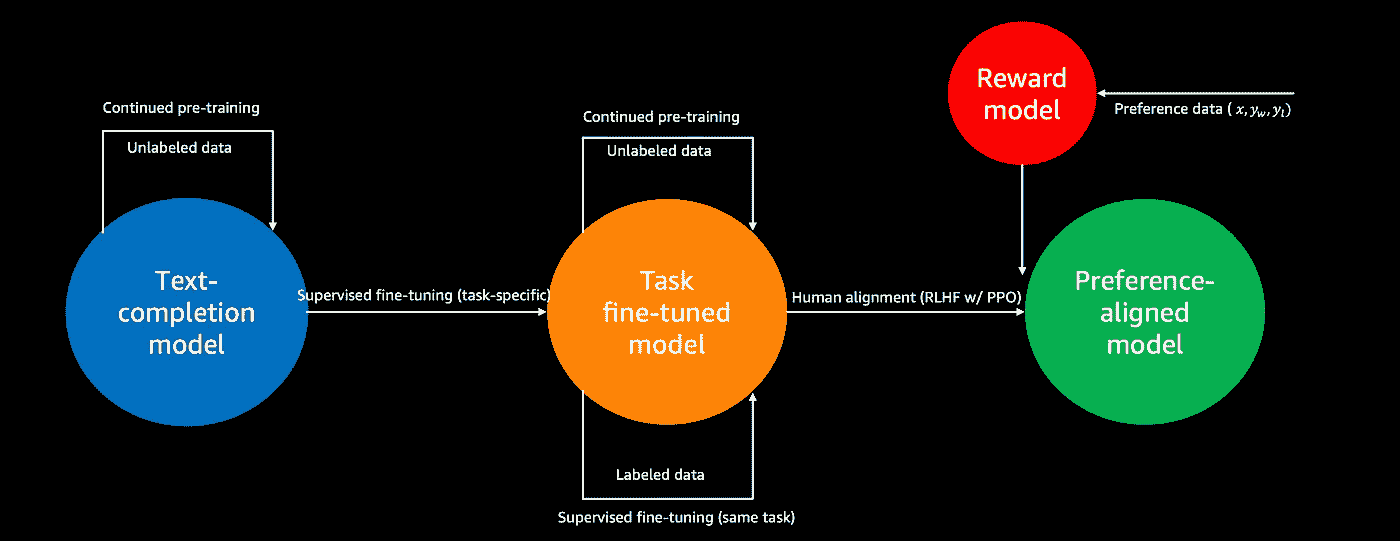 Continued pre-training
Unlabeled data
Text-
completion
model
Supervised fine-tuning (task-specific)
Continued pre-training
Unlabeled data
Task
fine-tuned
model
Labeled data
Supervised fine-tuning (same task)
Human alignment (RLHF w/ PPO)
Reward
model
Preference data ( 𝑥, 𝑦𝑤, 𝑦𝑙)
Preference-
aligned
model